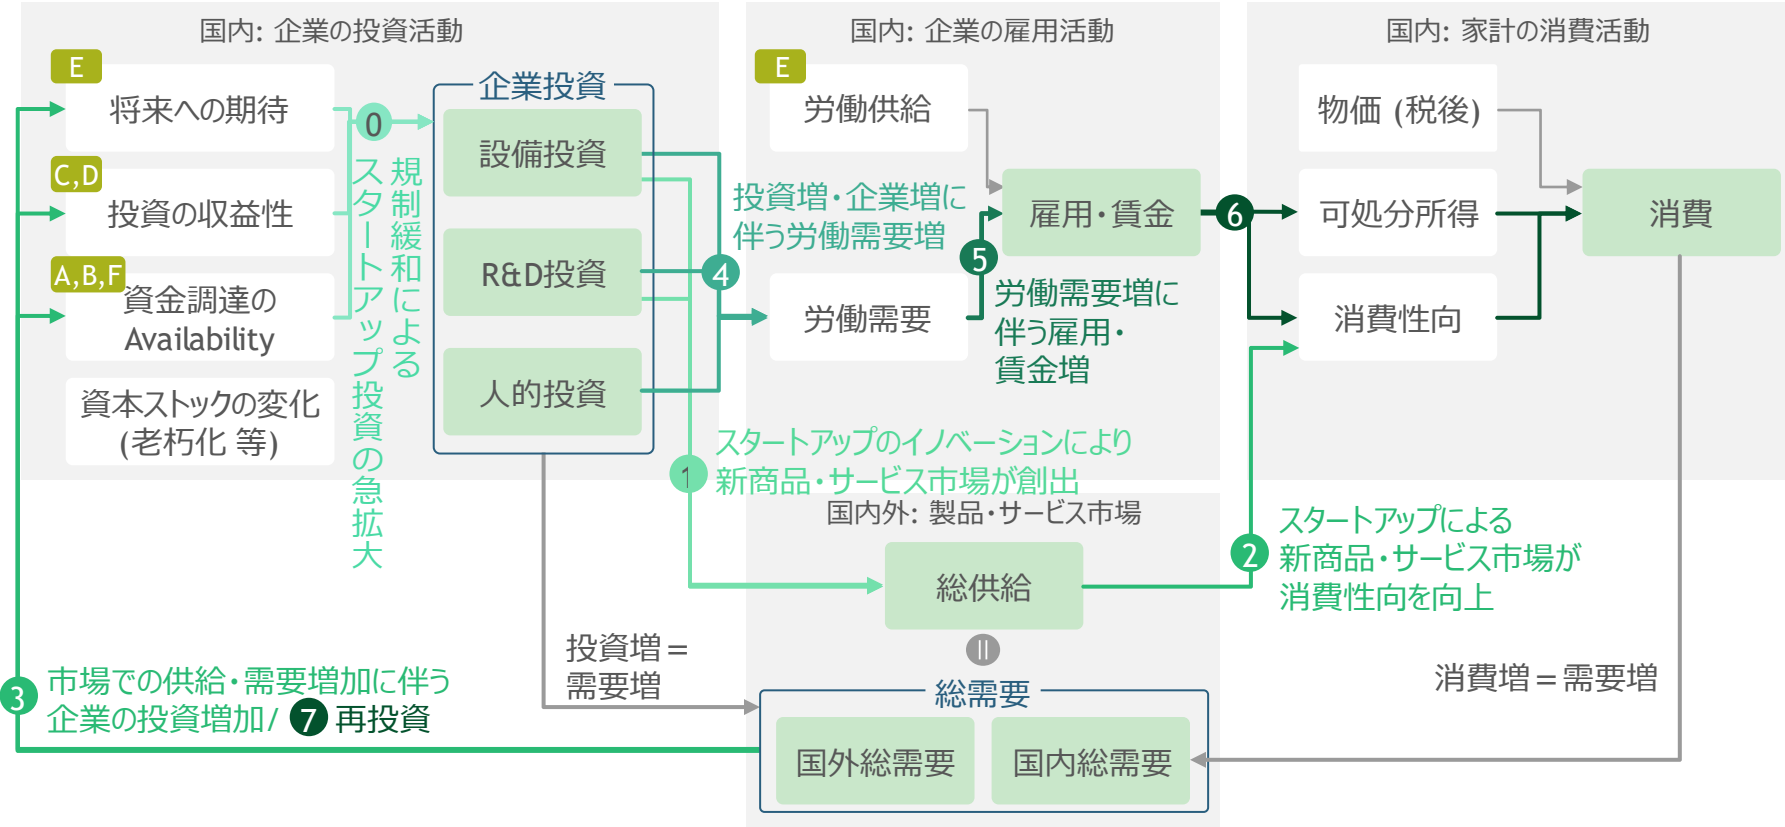 国内: 企業の投資活動
E
将来への期待
C,D
投資の収益性
A,B,F
資金調達の
Availability
資本ストックの変化
(老朽化 等)
0
規制緩和による
スタートアップ投資の急拡大
企業投資
設備投資
R&D投資
人的投資
国内: 企業の雇用活動
E
労働供給
投資増・企業増に
伴う労働需要増
4
労働需要
5
雇用・賃金
労働需要増に
伴う雇用・
賃金増
6
国内: 家計の消費活動
物価 (税後)
可処分所得
消費性向
消費
1
スタートアップのイノベーションにより
新商品・サービス市場が創出
国内外: 製品・サービス市場
総供給
=
総需要
国外総需要
国内総需要
2
スタートアップによる
新商品・サービス市場が
消費性向を向上
投資増=
需要増
消費増=需要増
3
市場での供給・需要増加に伴う
企業の投資増加/ 7 再投資